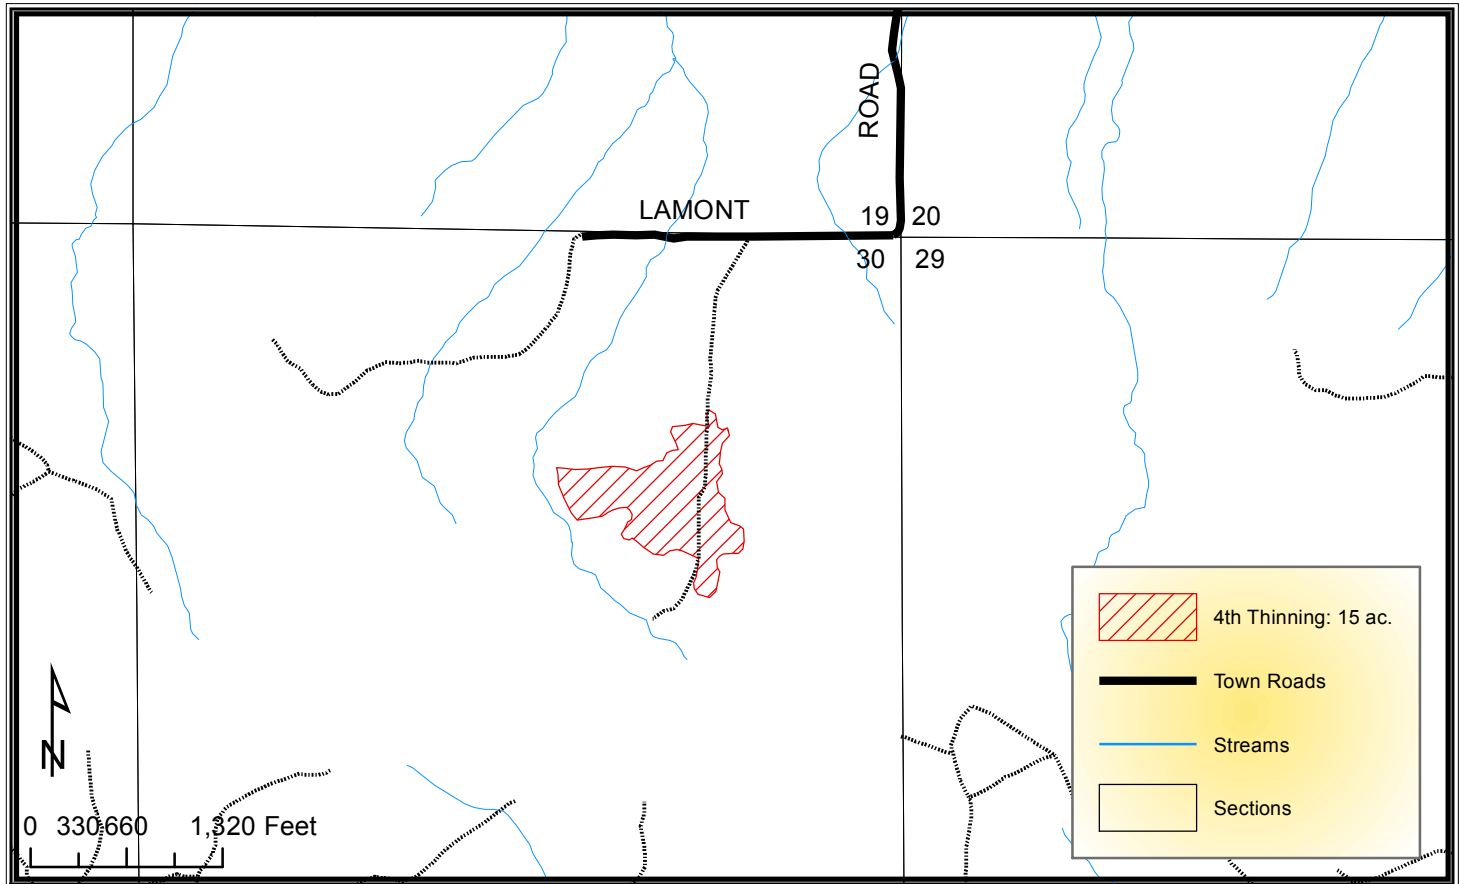 ROAD
LAMONT
19 20
30 29
4th Thinning: 15 ac.
Town Roads
Streams
Sections
N
0 330 660 1,320 Feet